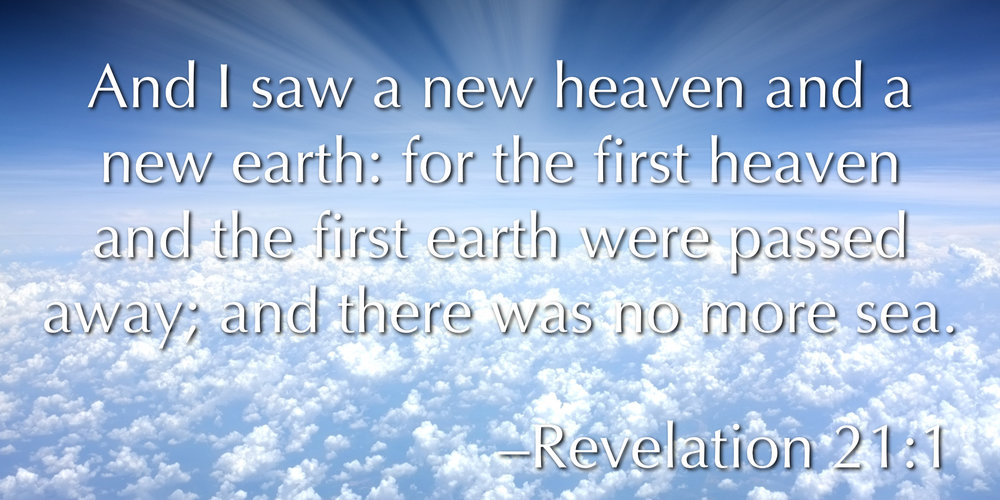 And I saw a new heaven and a
new earth: for the first heaven
and the first earth were passed
away; and there was no more sea.
–Revelation 21:1